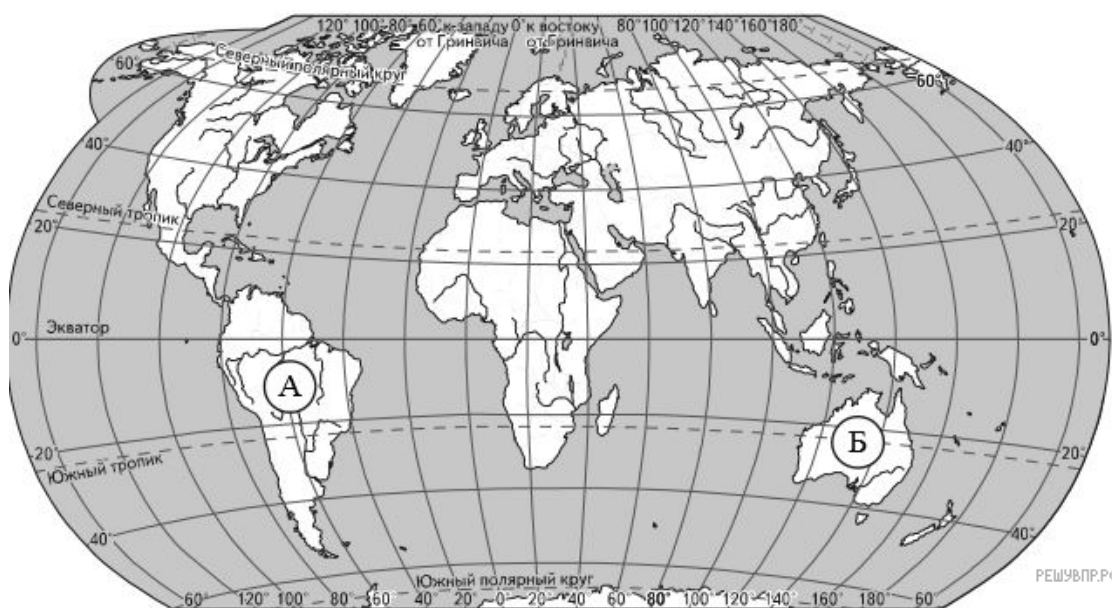 120° 100° 80° 60° к западу 0° к востоку 80° 100° 120° 140° 160° 180°
от Гринвича от Гринвича
60° Северный полярный круг 60°
40° 40°
Северный тропик
20° 20°
Экватор
0° 0°
А
Б
20° 20°
Южный тропик
40° 40°
Южный полярный круг
РЕШУВПР.РФ
60° 120° 100° 80° 60° 40° 20° 0° 20° 40° 60° 80° 100° 120° 140° 160° 180° 60°